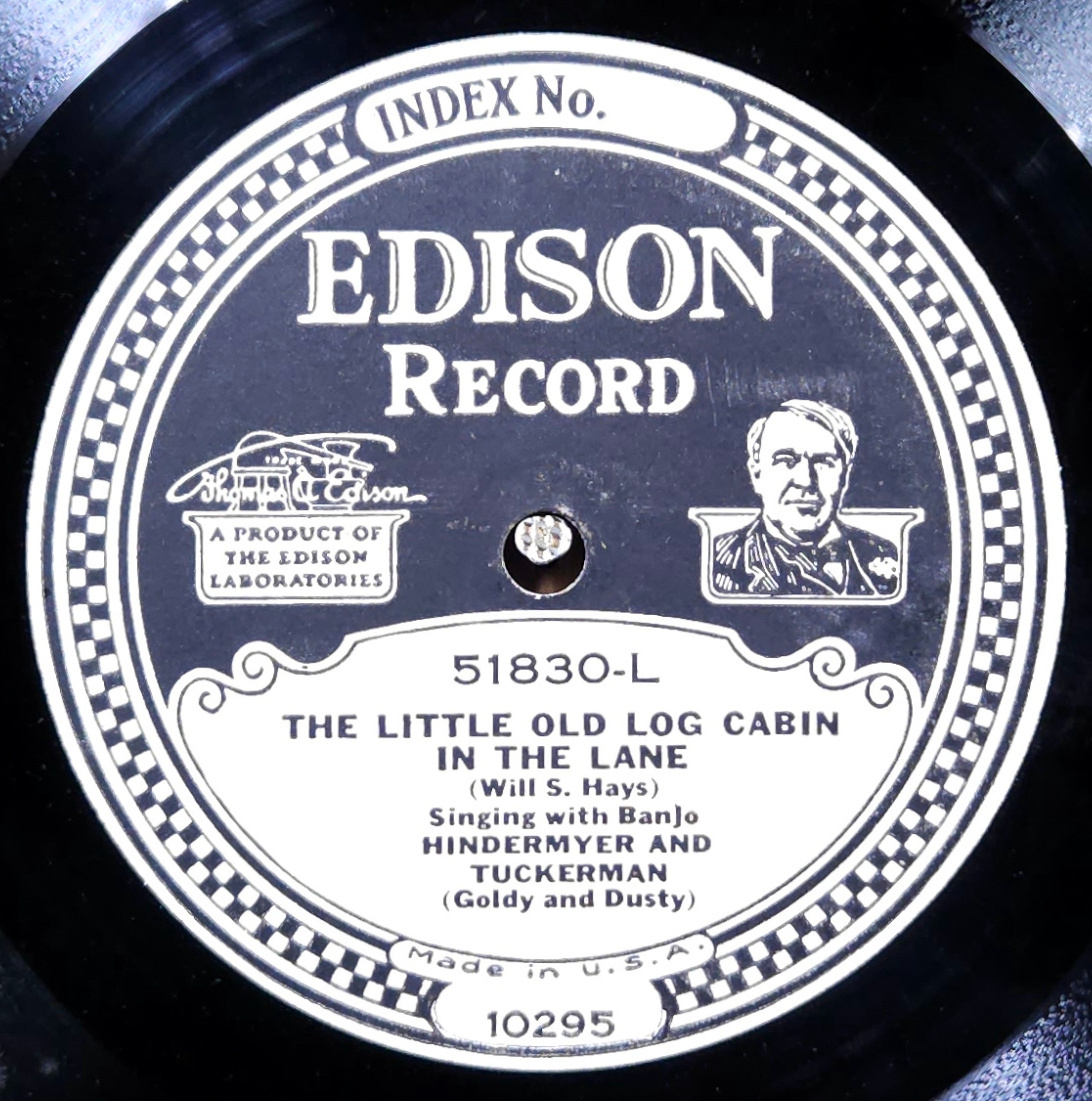 INDEX No.
EDISON
RECORD
Thomas A Edison
A PRODUCT OF
THE EDISON
LABORATORIES
51830-L
THE LITTLE OLD LOG CABIN
IN THE LANE
(Will S. Hays)
Singing with Banjo
HINDERMYER AND
TUCKERMAN
(Goldy and Dusty)
Made in U.S.A.
10295